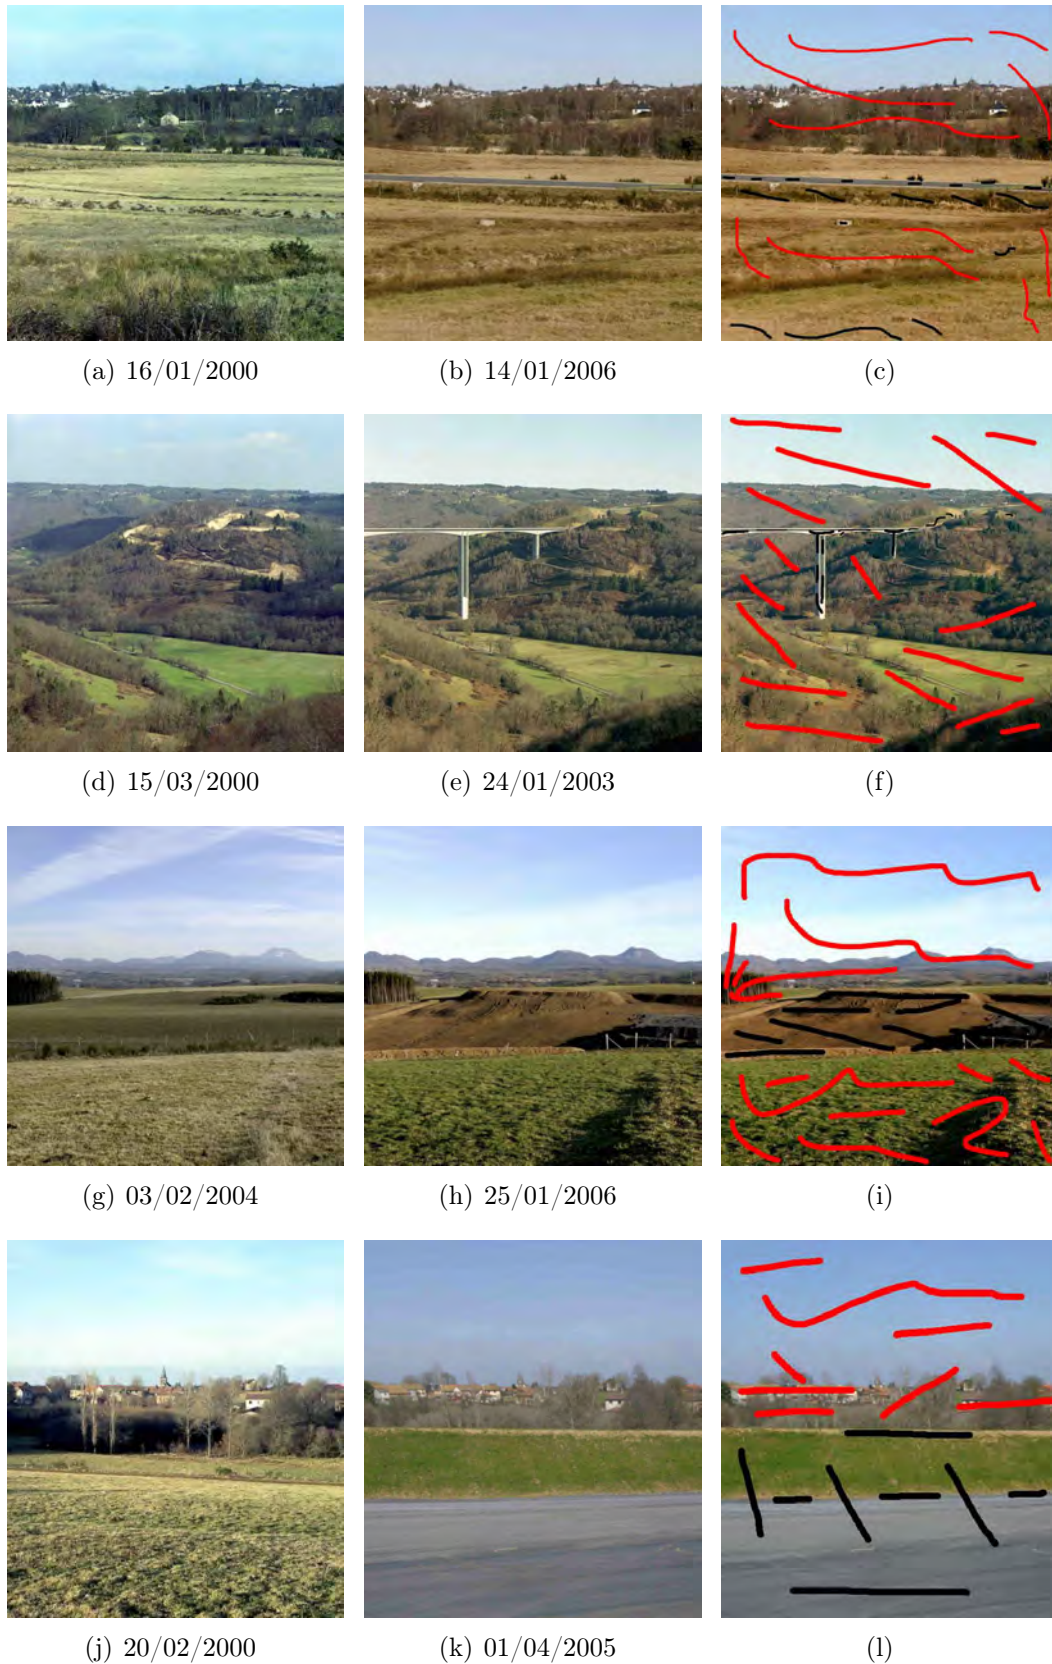 (a) 16/01/2000 (b) 14/01/2006 (c)
(d) 15/03/2000 (e) 24/01/2003 (f)
(g) 03/02/2004 (h) 25/01/2006 (i)
(j) 20/02/2000 (k) 01/04/2005 (l)